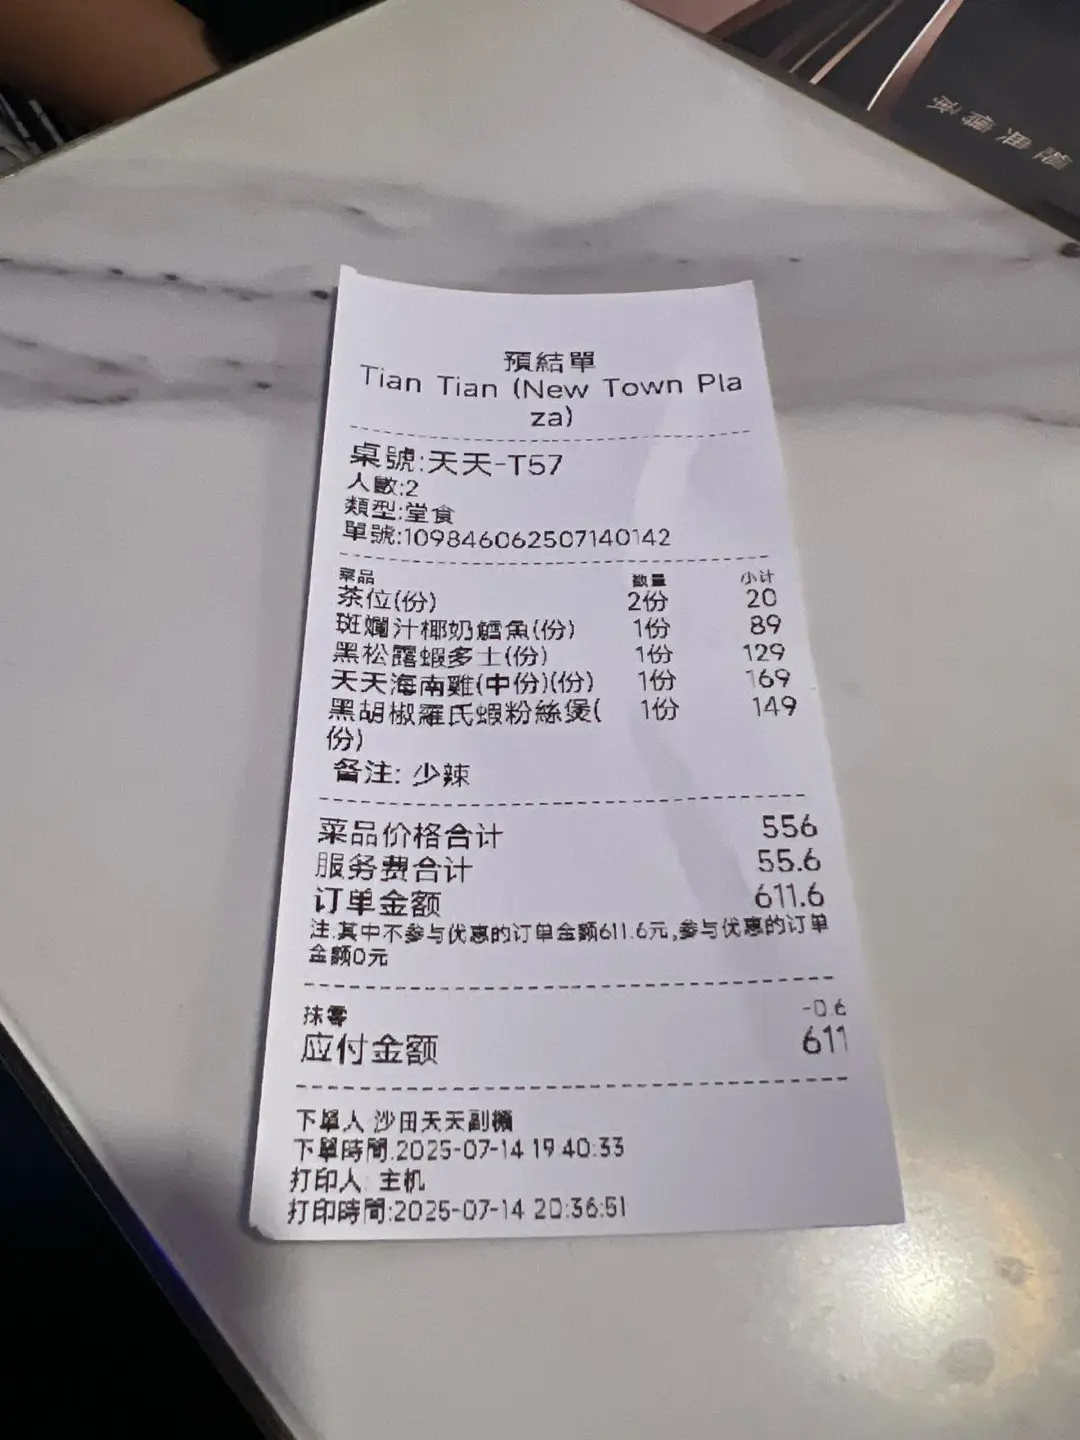 預結單
Tian Tian (New Town Pla
za)
桌號:天天-T57
人數:2
類型:堂食
單號:109846062507140142
菜品 数量 小计
茶位(份) 2份 20
斑斕汁椰奶鱈魚(份) 1份 89
黑松露蝦多士(份) 1份 129
天天海南雞(中份)(份) 1份 169
黑胡椒羅氏蝦粉絲煲( 1份 149
份)
备注: 少辣
菜品价格合计 556
服务费合计 55.6
订单金额 611.6
注:其中不参与优惠的订单金额611.6元,参与优惠的订单
金额0元
抹零 -0.6
应付金额 611
下單人:沙田天天副機
下單時間:2025-07-14 19:40:33
打印人: 主机
打印時間:2025-07-14 20:36:51